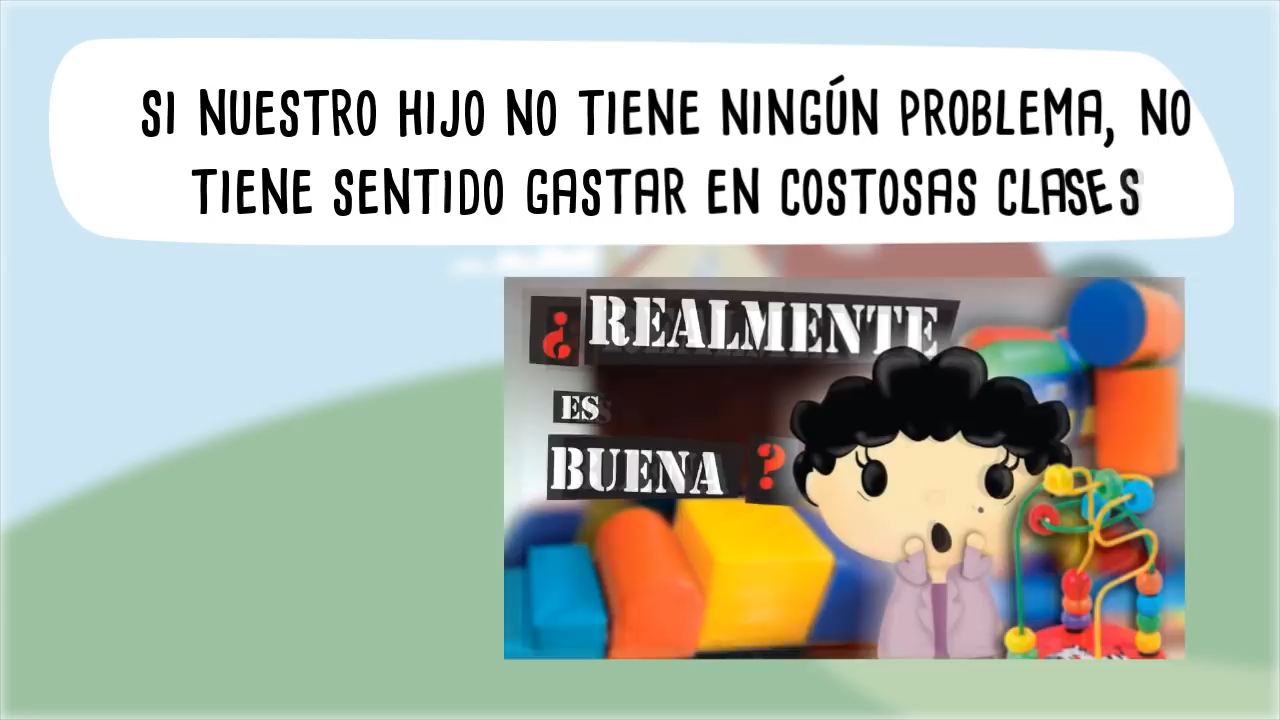 SI NUESTRO HIJO NO TIENE NINGÚN PROBLEMA, NO
TIENE SENTIDO GASTAR EN COSTOSAS CLASES
¿REALMENTE
ES
BUENA?